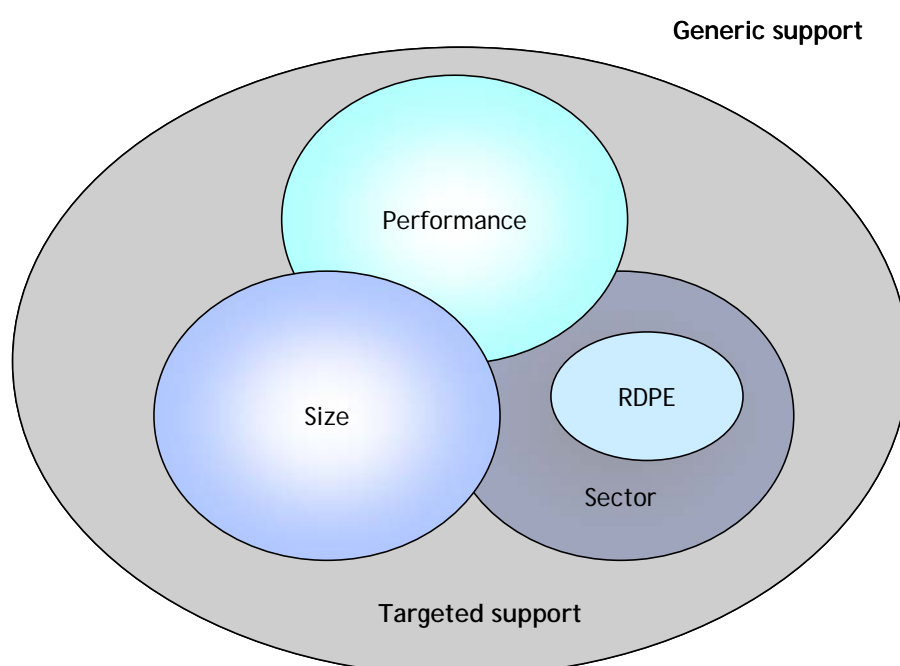 Generic support
Performance
RDPE
Size
Sector
Targeted support